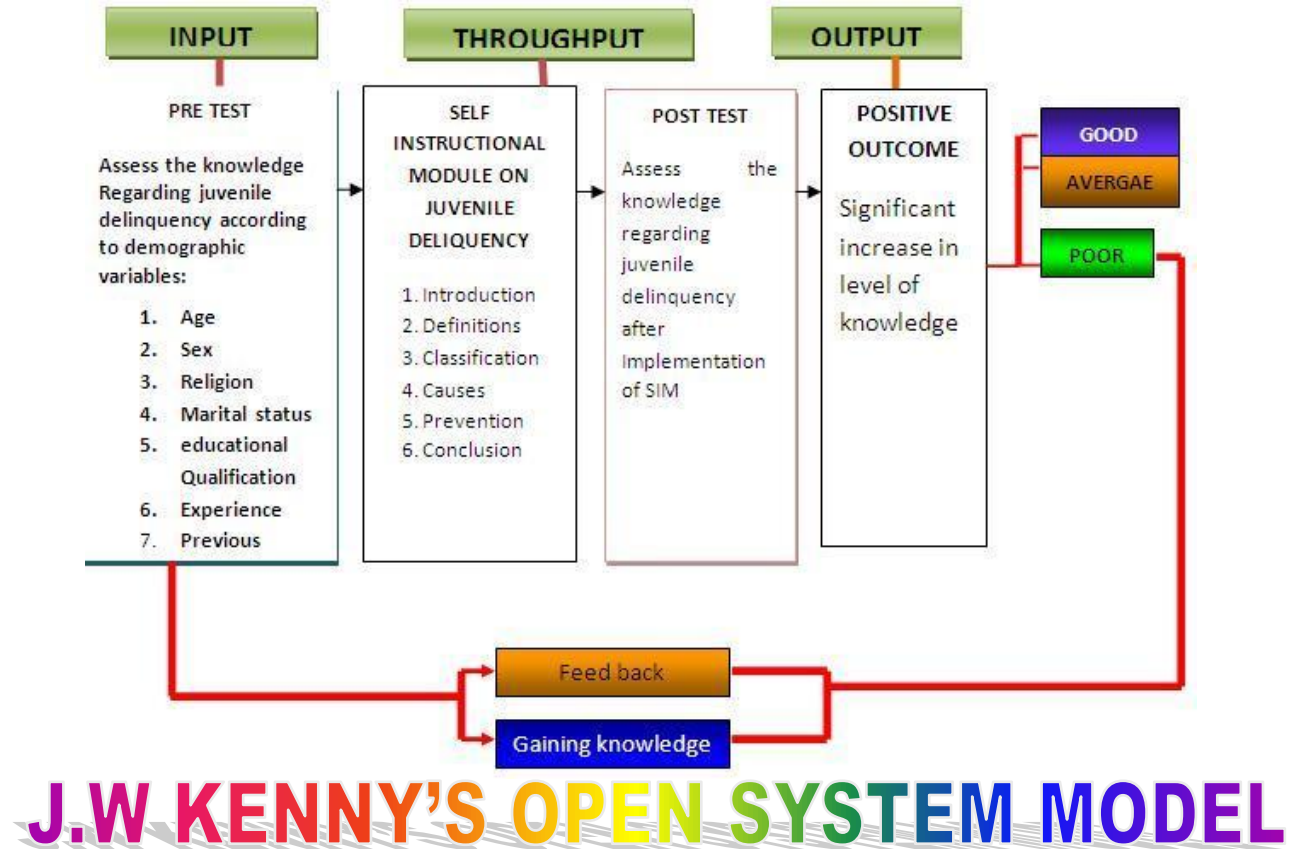 INPUT
THROUGHPUT
OUTPUT
PRE TEST
Assess the knowledge
Regarding juvenile
delinquency according
to demographic
variables:
1. Age
2. Sex
3. Religion
4. Marital status
5. educational
Qualification
6. Experience
7. Previous
SELF
INSTRUCTIONAL
MODULE ON
JUVENILE
DELIQUENCY
1. Introduction
2. Definitions
3. Classification
4. Causes
5. Prevention
6. Conclusion
POST TEST
Assess the
knowledge
regarding
juvenile
delinquency
after
Implementation
of SIM
POSITIVE
OUTCOME
Significant
increase in
level of
knowledge
GOOD
AVERGAE
POOR
Feed back
Gaining knowledge
J.W KENNY’S OPEN SYSTEM MODEL